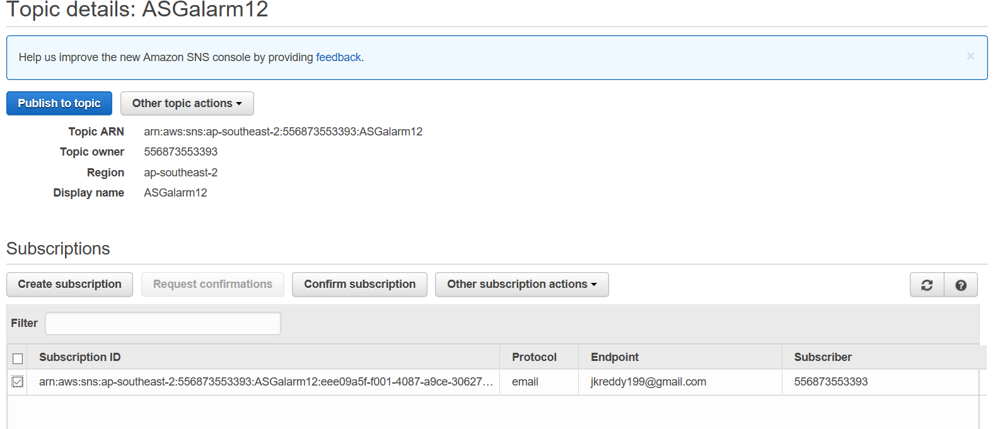 Topic details: ASGalarm12
Help us improve the new Amazon SNS console by providing feedback.
×
Publish to topic Other topic actions
Topic ARN arn:aws:sns:ap-southeast-2:556873553393:ASGalarm12
Topic owner 556873553393
Region ap-southeast-2
Display name ASGalarm12
Subscriptions
Create subscription Request confirmations Confirm subscription Other subscription actions ?
Filter
Subscription ID Protocol Endpoint Subscriber
arn:aws:sns:ap-southeast-2:556873553393:ASGalarm12:eee09a5f-f001-4087-a9ce-30627... email jkreddy199@gmail.com 556873553393